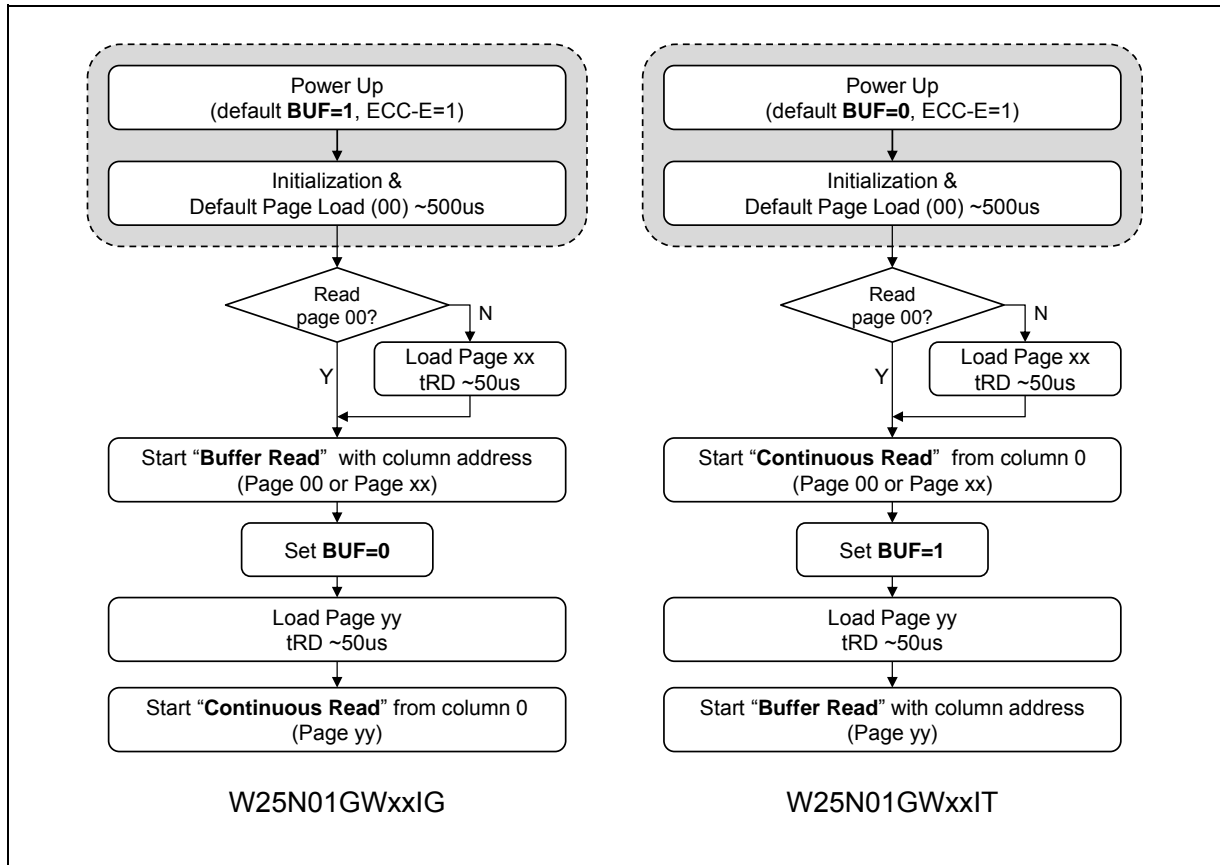 Power Up
(default BUF=1, ECC-E=1)
Initialization &
Default Page Load (00) ~500us
Read
page 00?
N
Load Page xx
tRD ~50us
Y
Start “Buffer Read” with column address
(Page 00 or Page xx)
Set BUF=0
Load Page yy
tRD ~50us
Start “Continuous Read” from column 0
(Page yy)
W25N01GWxxIG
Power Up
(default BUF=0, ECC-E=1)
Initialization &
Default Page Load (00) ~500us
Read
page 00?
N
Load Page xx
tRD ~50us
Y
Start “Continuous Read” from column 0
(Page 00 or Page xx)
Set BUF=1
Load Page yy
tRD ~50us
Start “Buffer Read” with column address
(Page yy)
W25N01GWxxIT